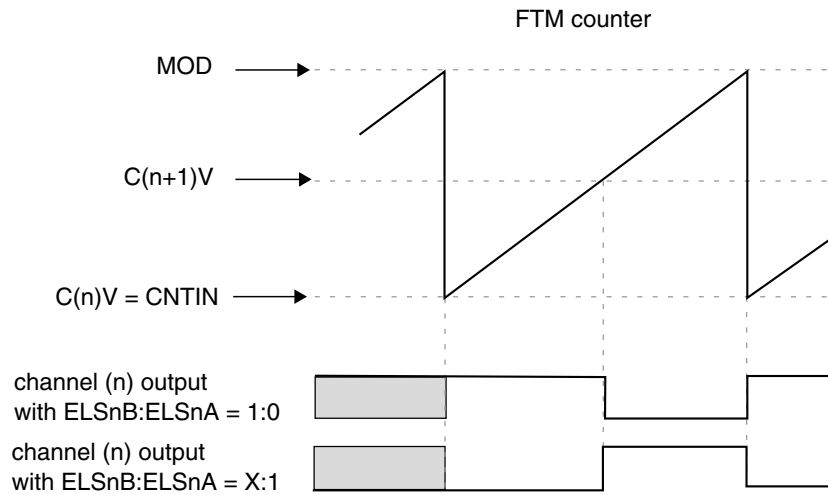 FTM counter
MOD
C(n+1)V
C(n)V = CNTIN
channel (n) output
with ELSnB:ELSnA = 1:0
channel (n) output
with ELSnB:ELSnA = X:1